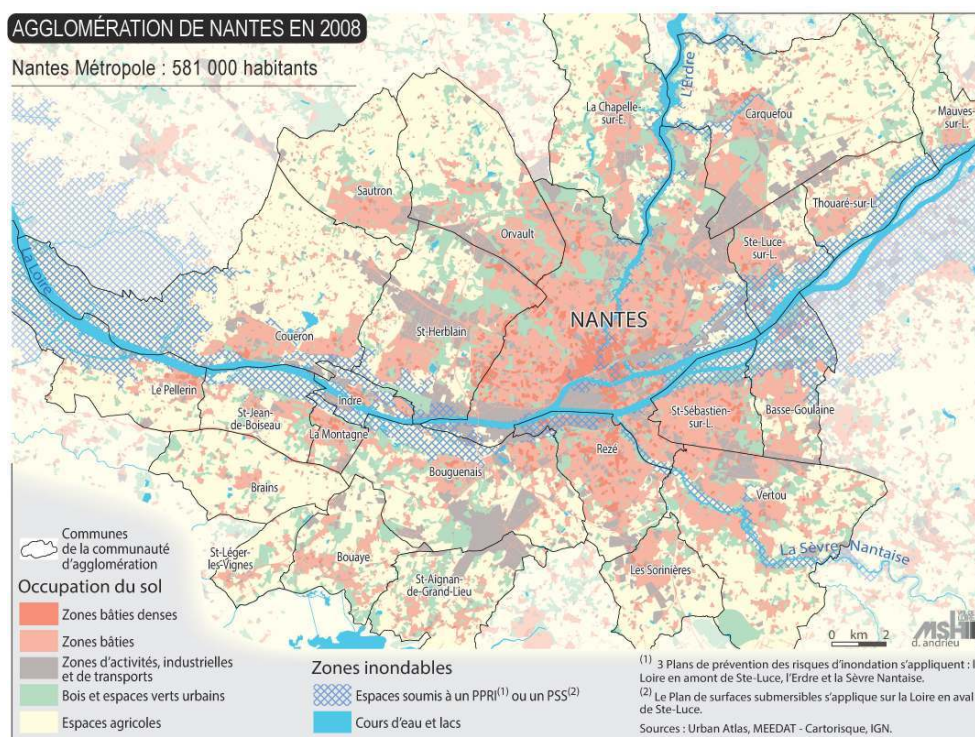 AGGLOMÉRATION DE NANTES EN 2008
Nantes Métropole : 581 000 habitants
L'Erdre
La Chapelle-
sur-E.
Carquefou
Mauves-
sur-L.
Sautron
Thouaré-sur-L.
Orvault
Ste-Luce-
sur-L.
La Loire
NANTES
St-Herblain
Couëron
Le Pellerin
Indre
St-Jean-
de-Boiseau
La Montagne
St-Sébastien-
sur-L.
Basse-Goulaine
Rezé
Bouguenais
Brains
Vertou
La Sèvre Nantaise
St-Léger-
les-Vignes
Bouaye
St-Aignan-
de-Grand-Lieu
Les Sorinières
Communes
de la communauté
d'agglomération
Occupation du sol
Zones bâties denses
Zones bâties
Zones d'activités, industrielles
et de transports
Bois et espaces verts urbains
Espaces agricoles
Zones inondables
Espaces soumis à un PPRI(1) ou un PSS(2)
Cours d'eau et lacs
0 km 2
MSH
d. andrieu
(1) 3 Plans de prévention des risques d'inondation s'appliquent :
Loire en amont de Ste-Luce, l'Erdre et la Sèvre Nantaise.
(2) Le Plan de surfaces submersibles s'applique sur la Loire en aval
de Ste-Luce.
Sources : Urban Atlas, MEEDAT - Cartorisque, IGN.